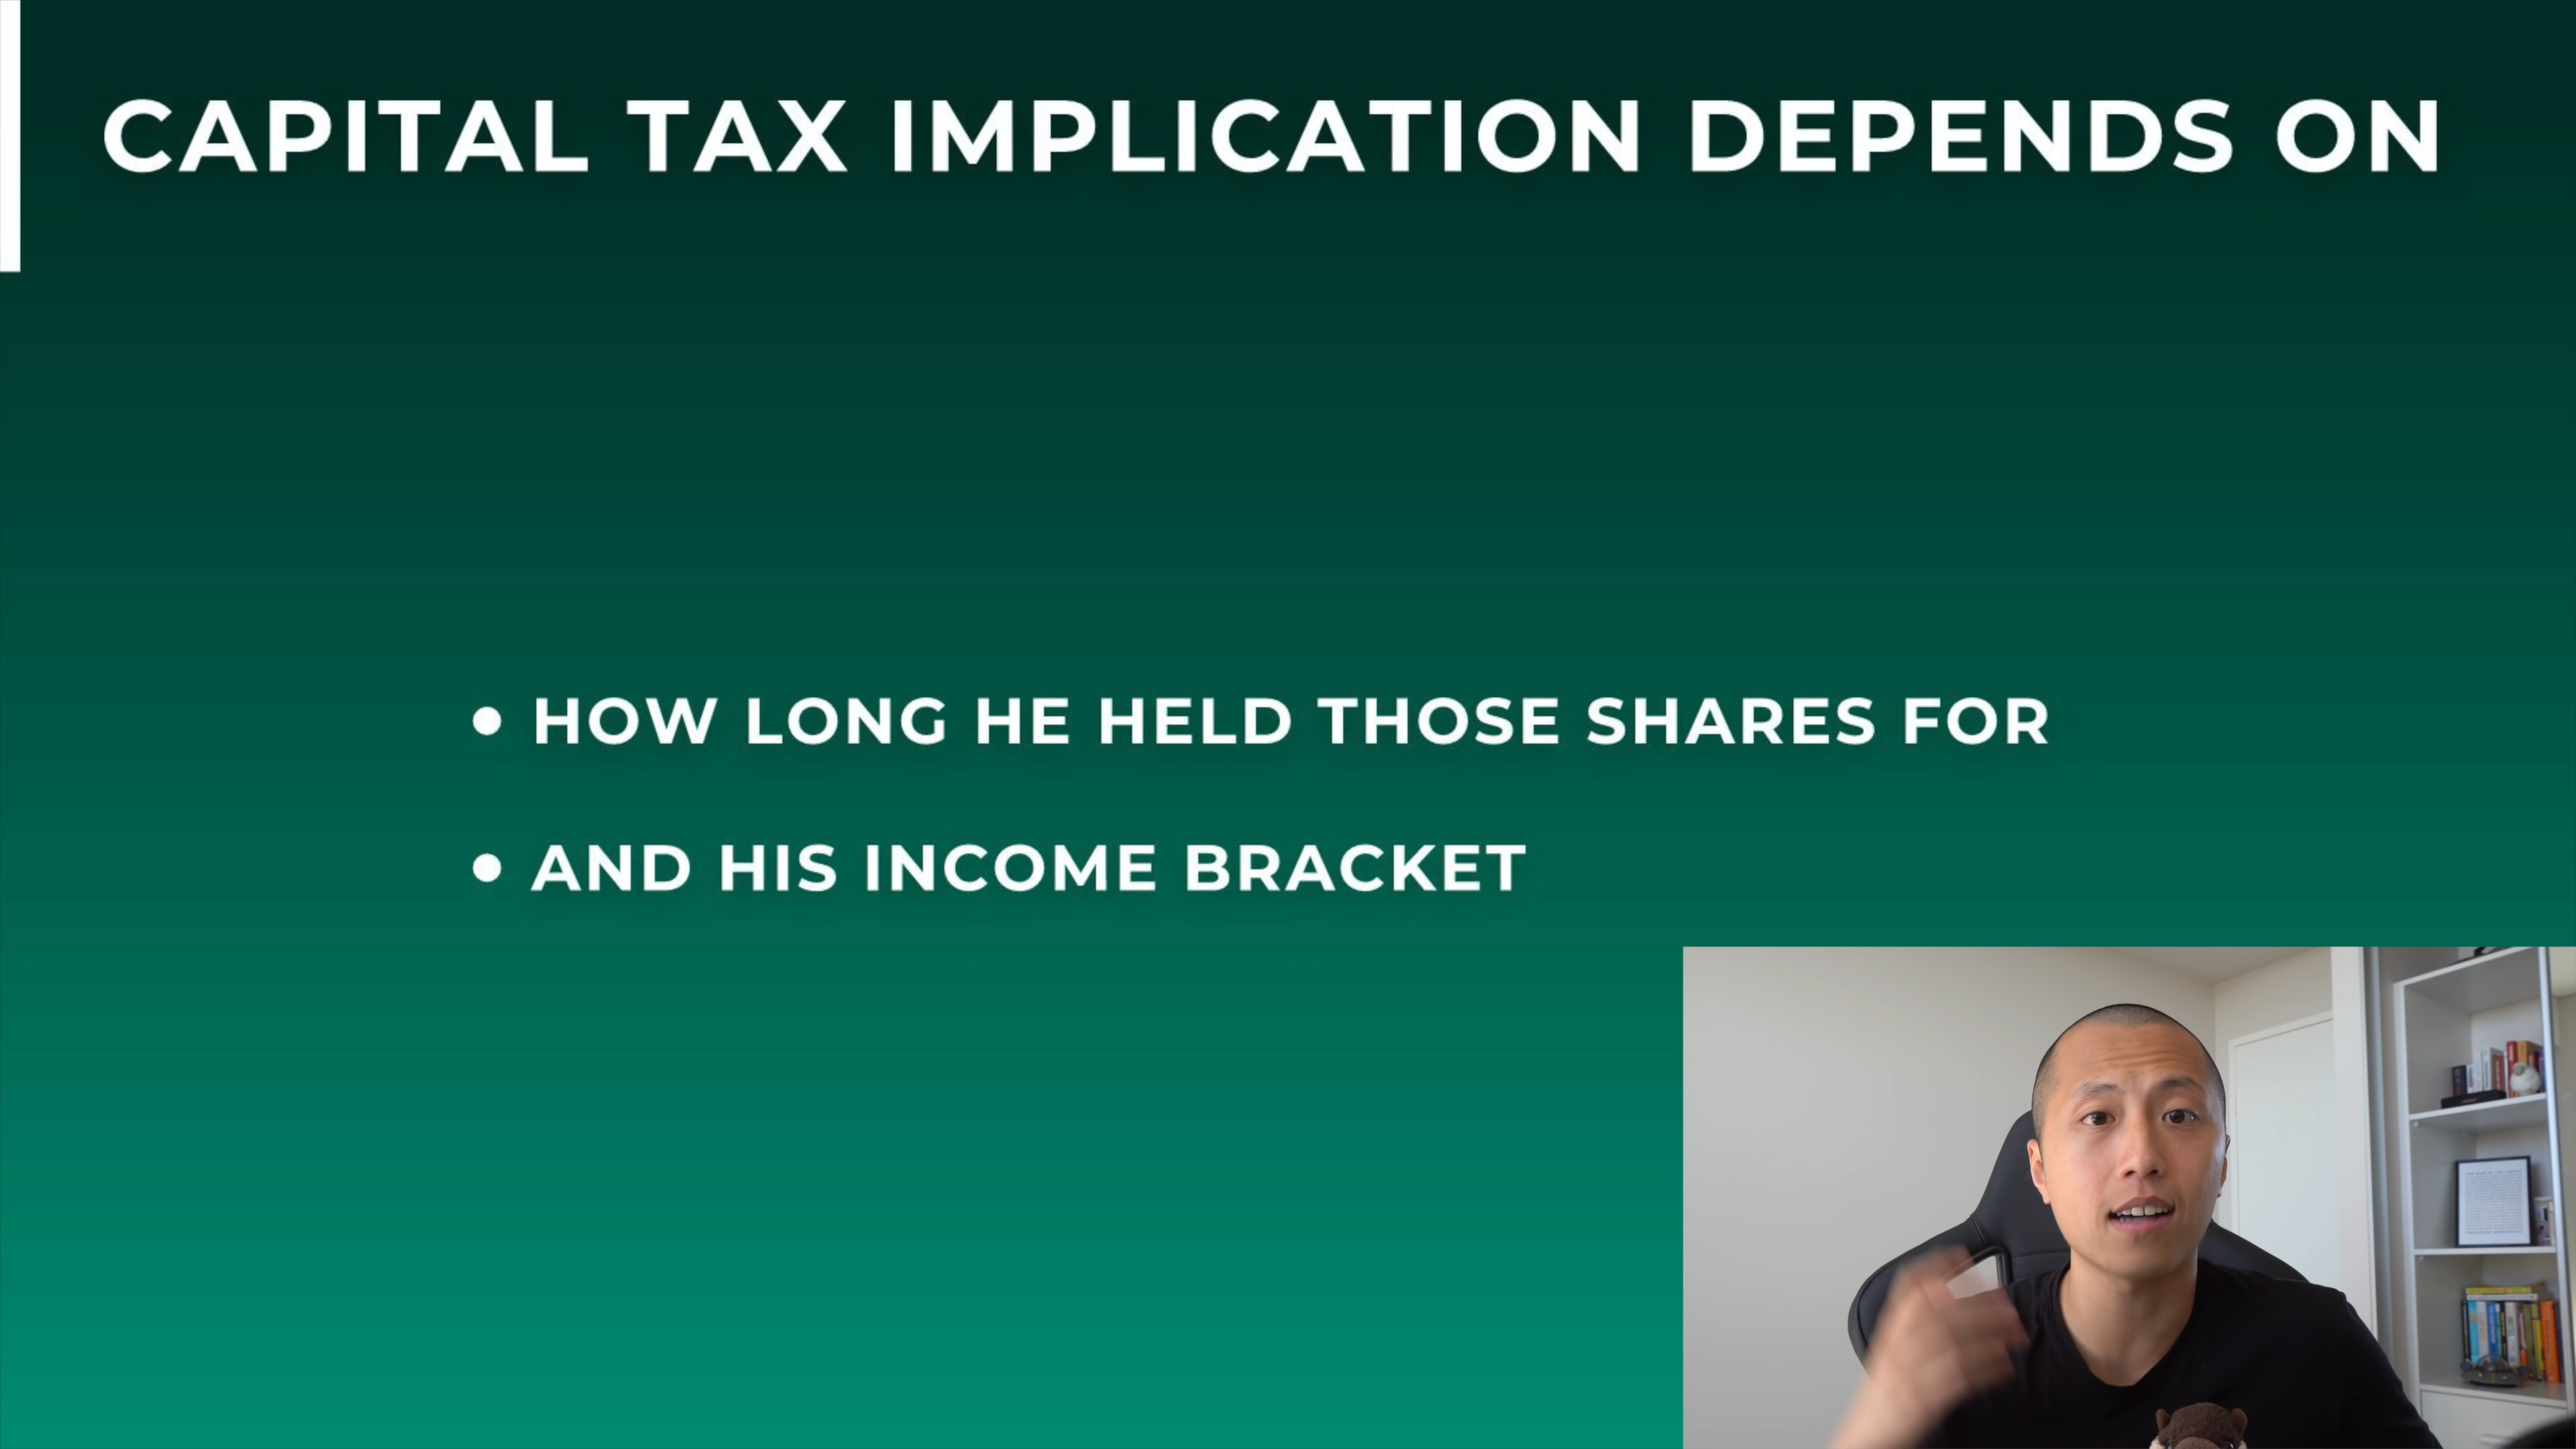 CAPITAL TAX IMPLICATION DEPENDS ON
• HOW LONG HE HELD THOSE SHARES FOR
• AND HIS INCOME BRACKET